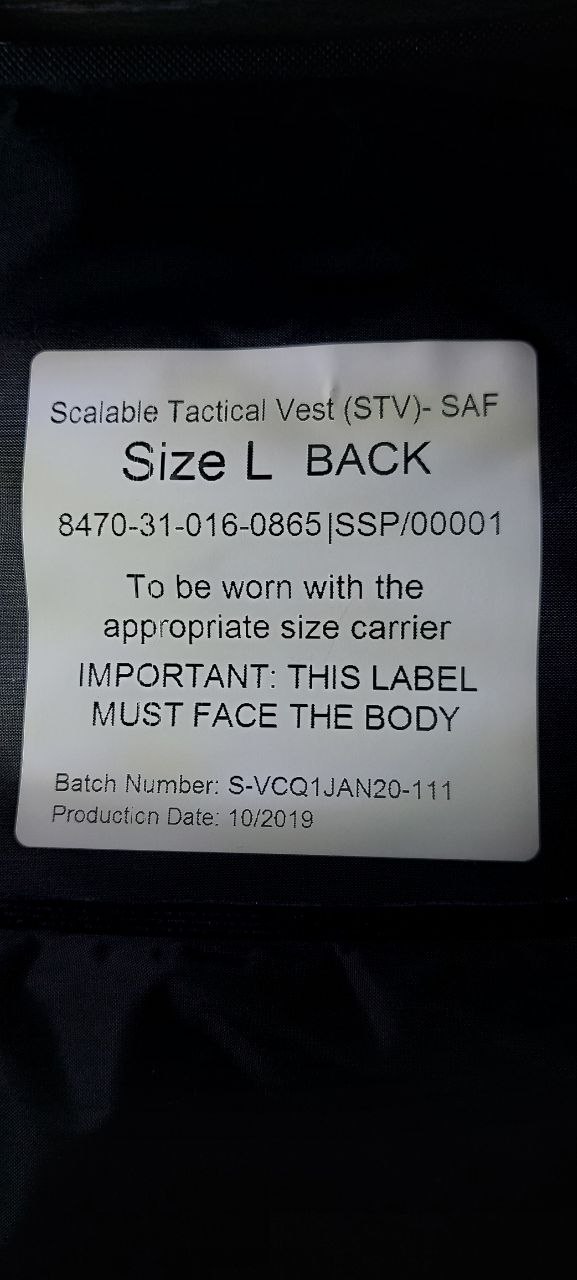 Scalable Tactical Vest (STV)- SAF
Size L BACK
8470-31-016-0865|SSP/00001
To be worn with the
appropriate size carrier
IMPORTANT: THIS LABEL
MUST FACE THE BODY
Batch Number: S-VCQ1JAN20-111
Production Date: 10/2019